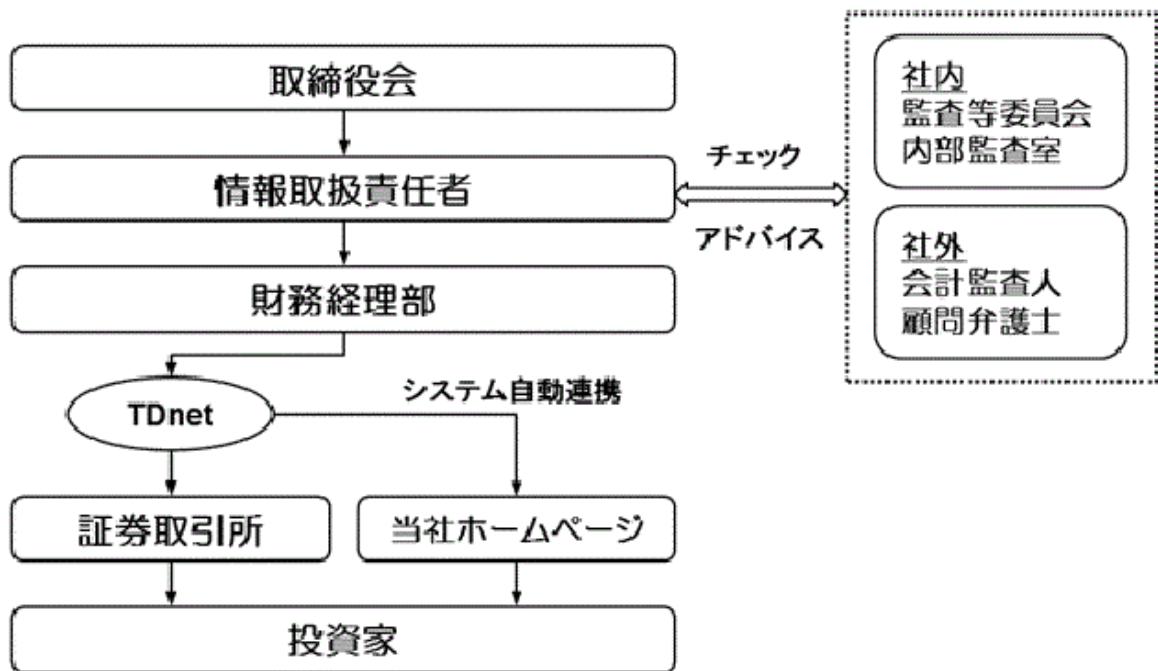 取締役会
情報取扱責任者
財務経理部
TDnet
システム自動連携
証券取引所
当社ホームページ
投資家
チェック
アドバイス
社内
監査等委員会
内部監査室
社外
会計監査人
顧問弁護士